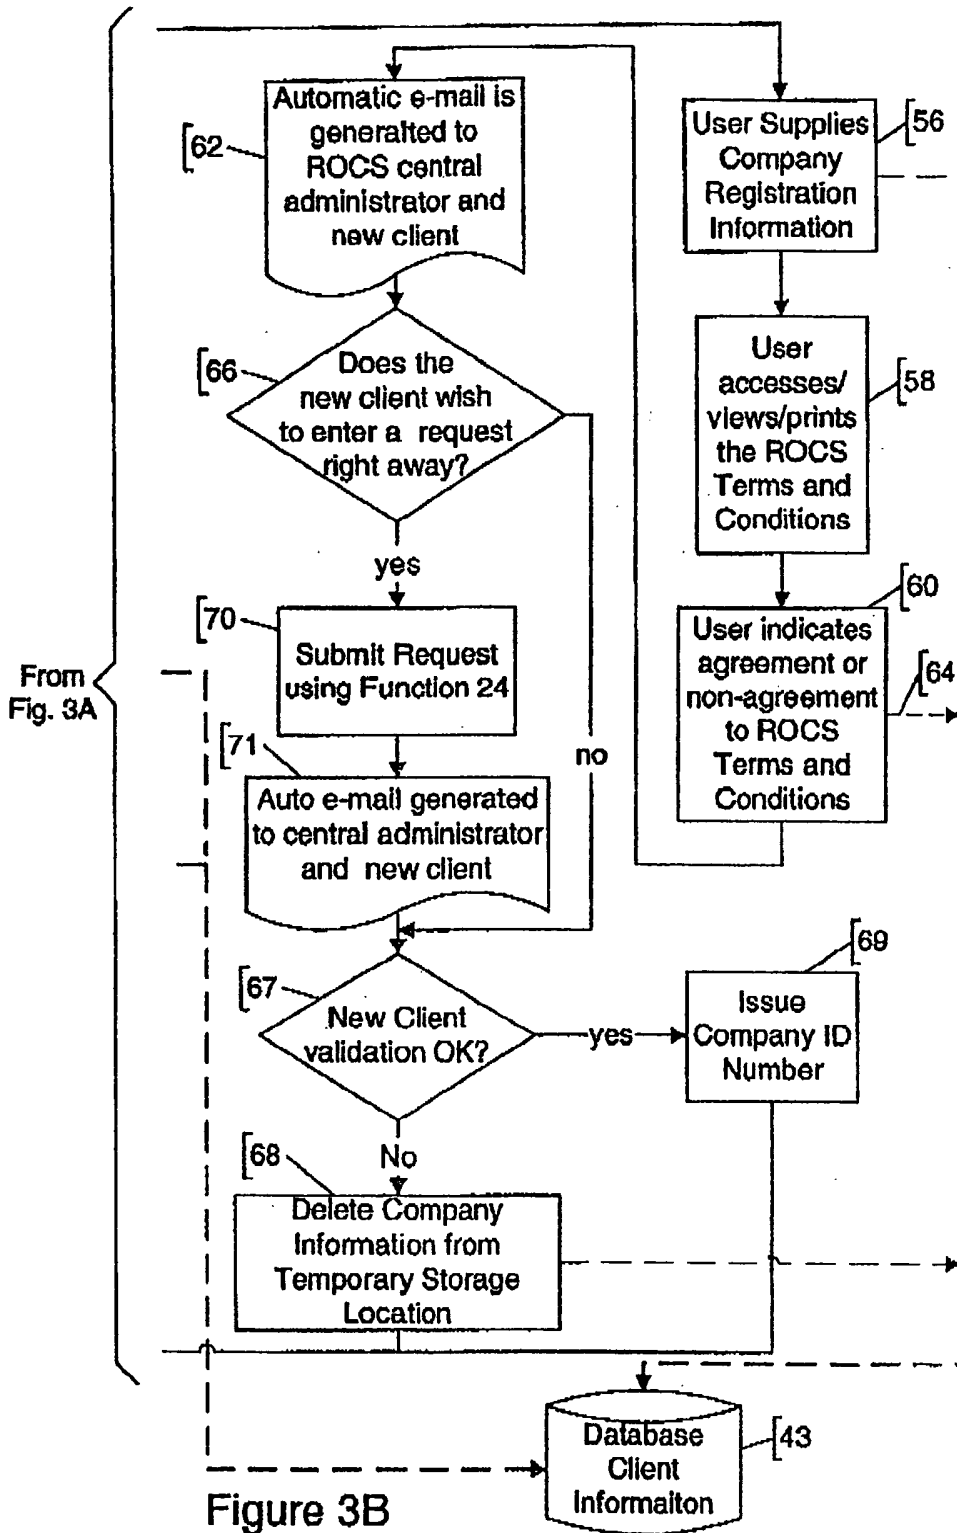 Automatic e-mail is
generalted to
ROCS central
administrator and
new client
62
User Supplies
Company
Registration
Information
56
Does the
new client wish
to enter a request
right away?
66
User
accesses/
views/prints
the ROCS
Terms and
Conditions
58
yes
no
70
Submit Request
using Function 24
60
User indicates
agreement or
non-agreement
to ROCS
Terms and
Conditions
64
From
Fig. 3A
71
Auto e-mail generated
to central administrator
and new client
67
New Client
validation OK?
yes
69
Issue
Company ID
Number
No
68
Delete Company
Information from
Temporary Storage
Location
Database
Client
Informaiton
43
Figure 3B